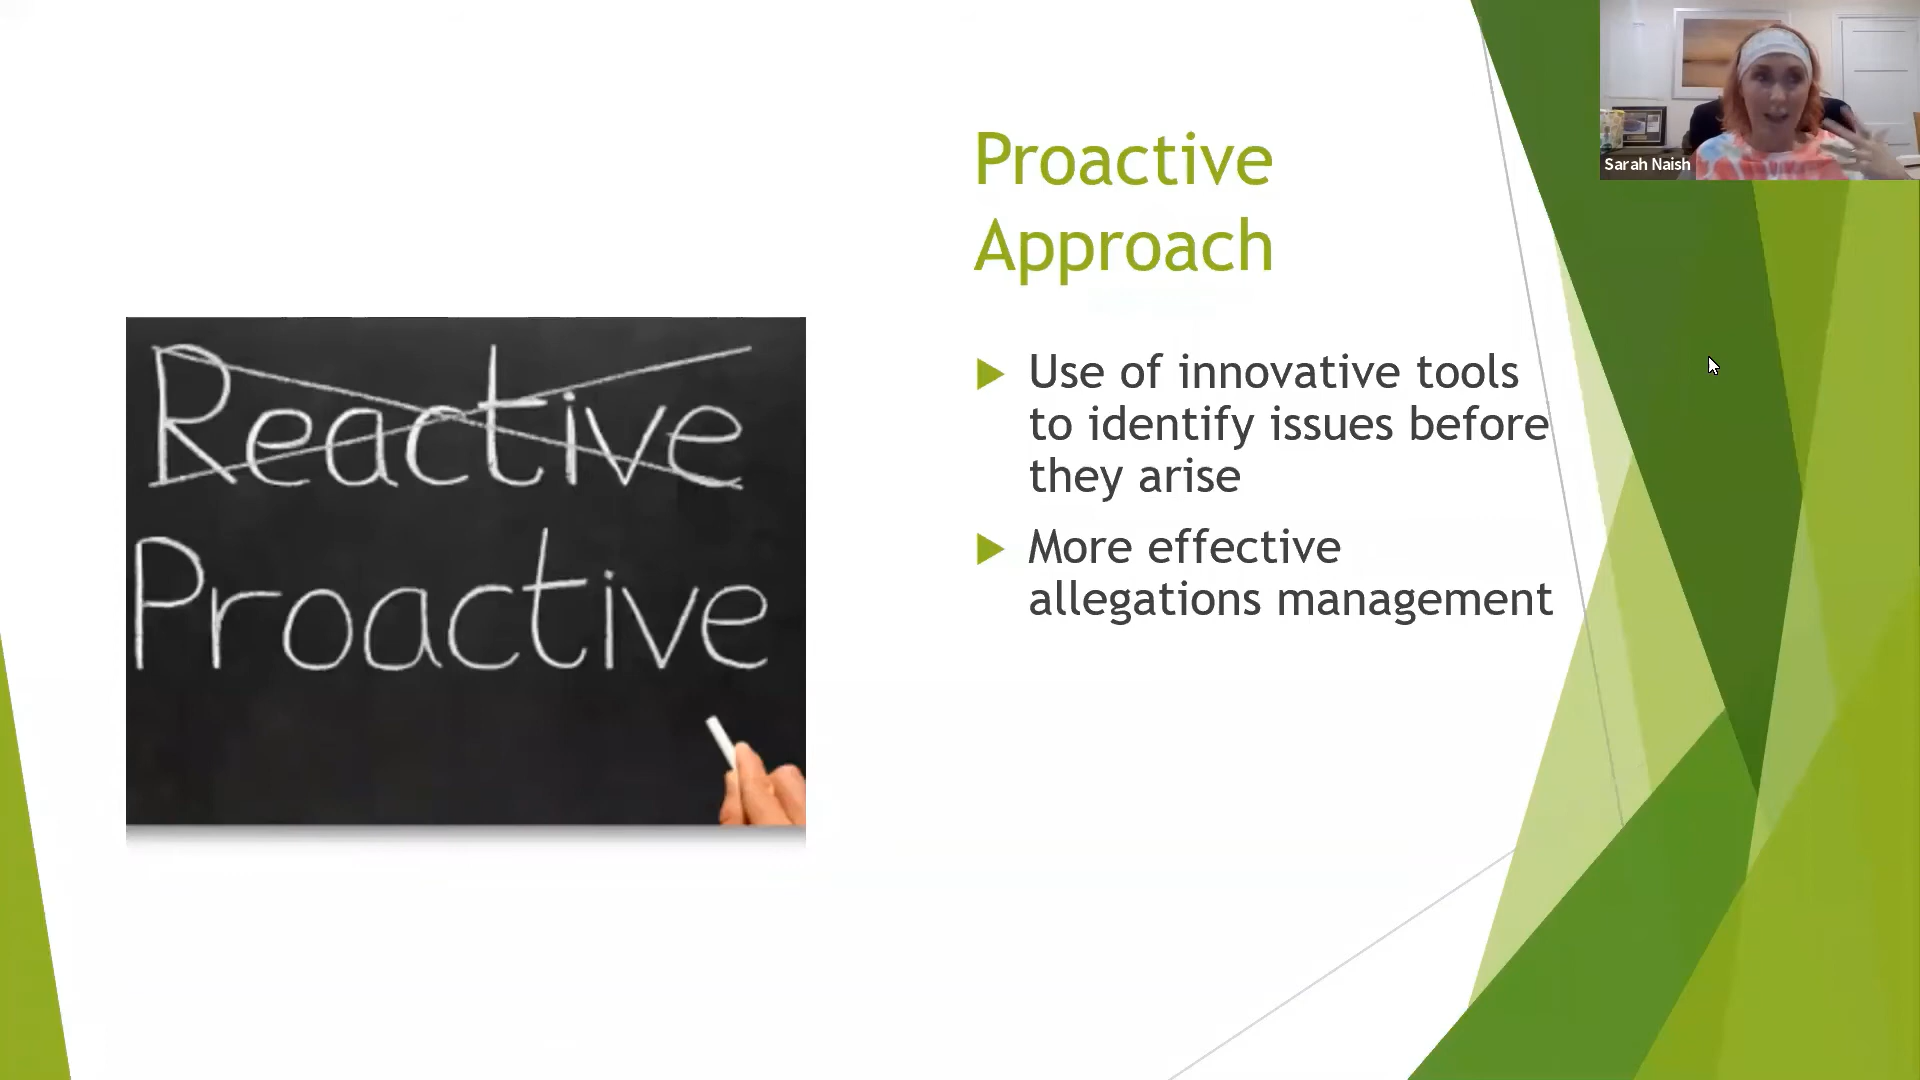 Sarah Naish
Proactive
Approach
Reactive
Proactive
Use of innovative tools
to identify issues before
they arise
More effective
allegations management